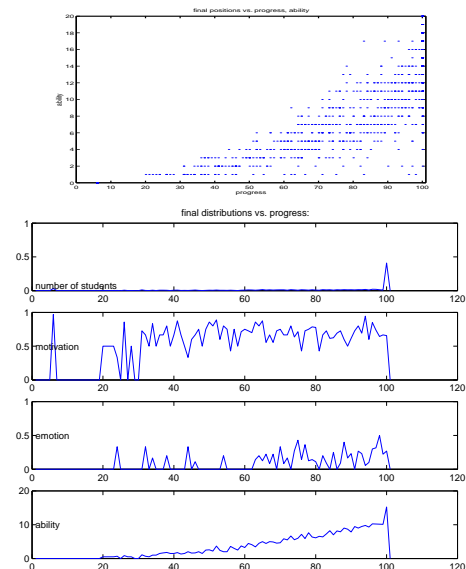 final positions vs. progress, ability
20
18
16
14
12
10
8
6
4
2
0
ability
0 10 20 30 40 50 60 70 80 90 100
progress
final distributions vs. progress:
1
0.5
0
number of students
0 20 40 60 80 100 120
1
0.5
0
motivation
0 20 40 60 80 100 120
1
0.5
0
emotion
0 20 40 60 80 100 120
20
10
0
ability
0 20 40 60 80 100 120